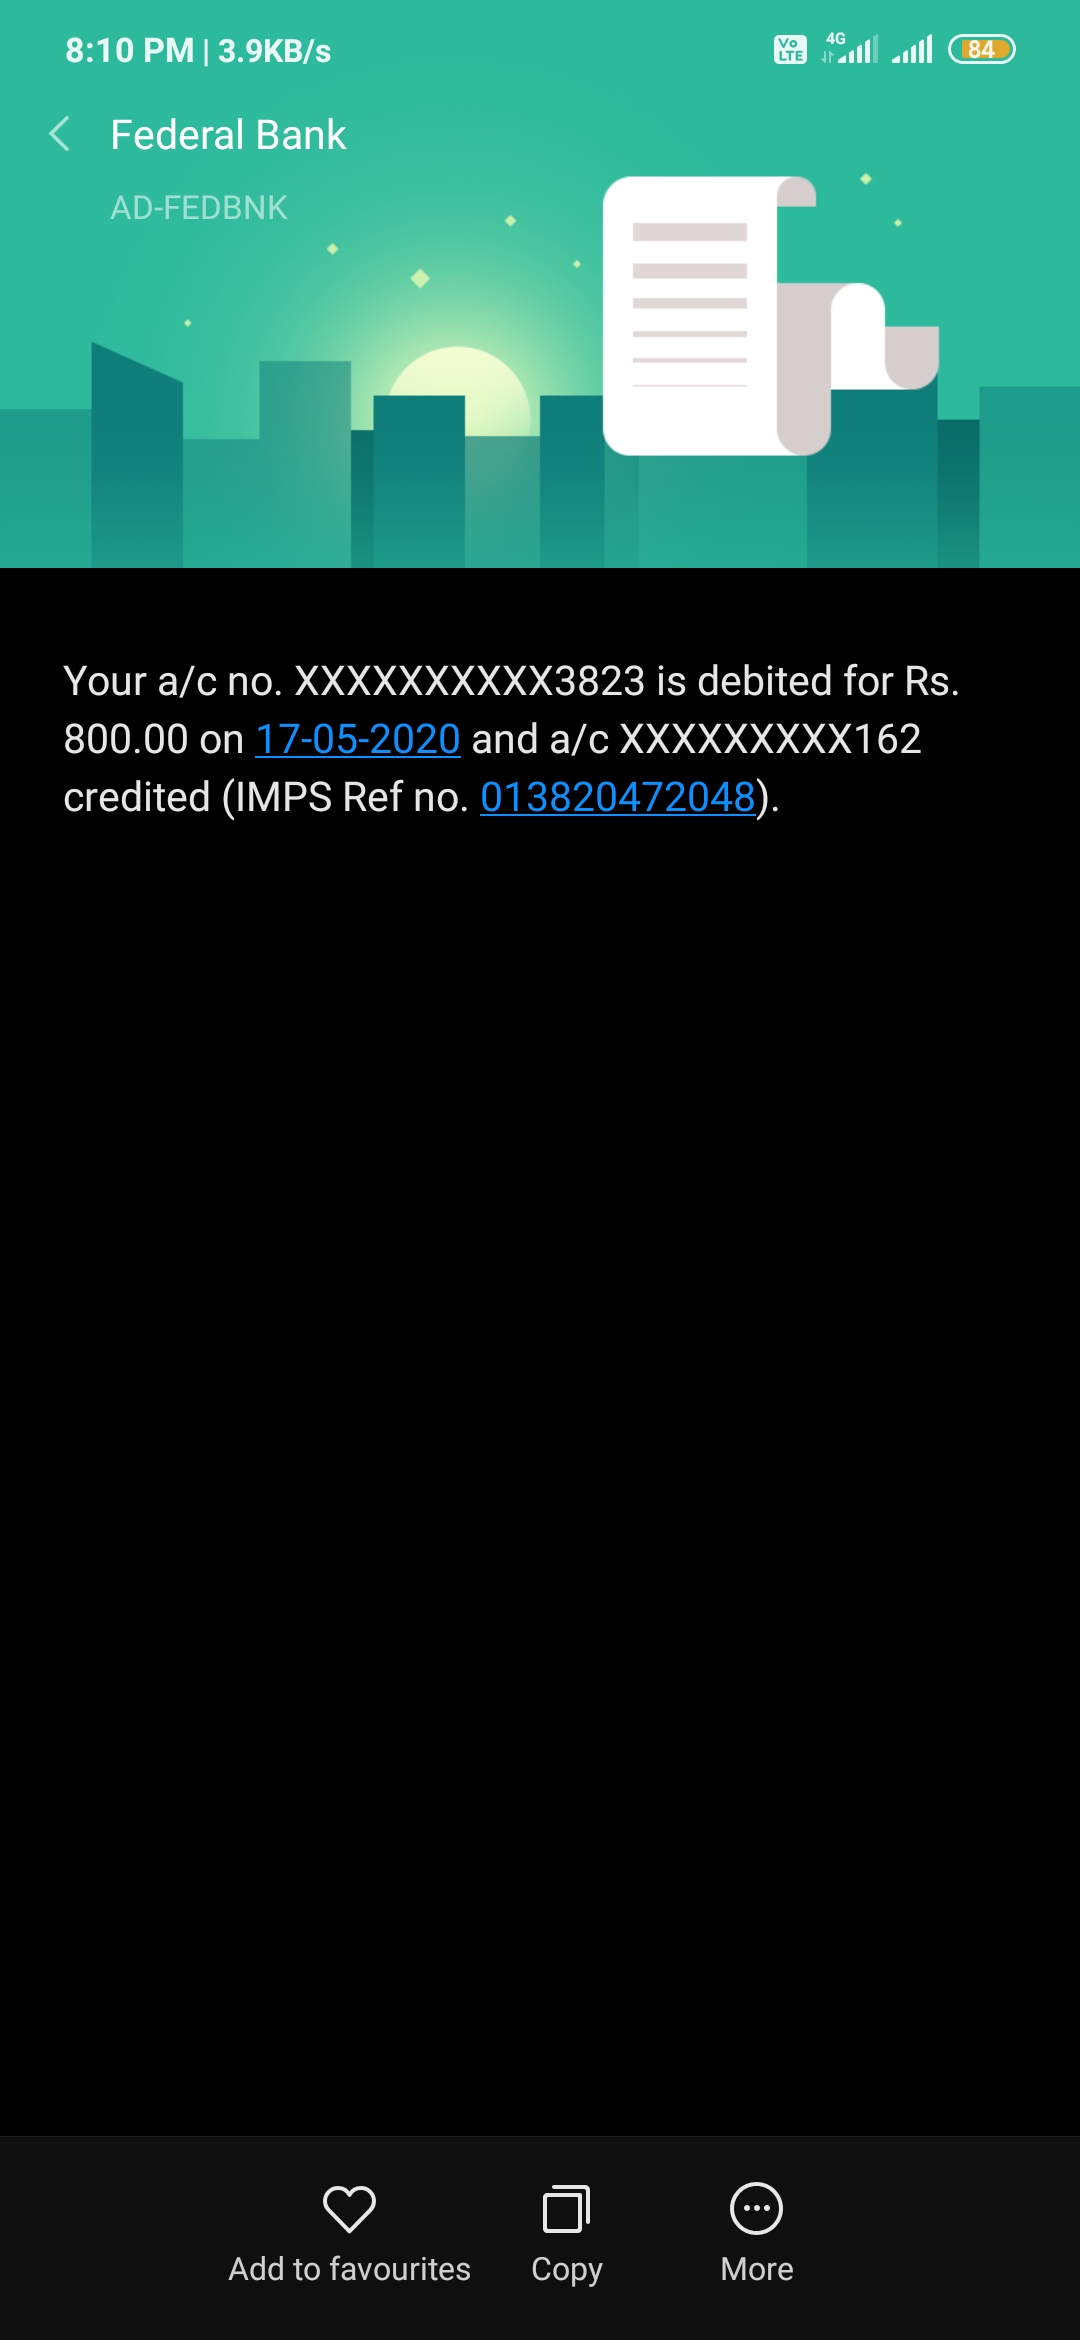 8:10 PM | 3.9KB/s
Vo LTE 4G 84
Federal Bank
AD-FEDBNK
Your a/c no. XXXXXXXXXX3823 is debited for Rs.
800.00 on 17-05-2020 and a/c XXXXXXXXX162
credited (IMPS Ref no. 013820472048).
Add to favourites Copy More